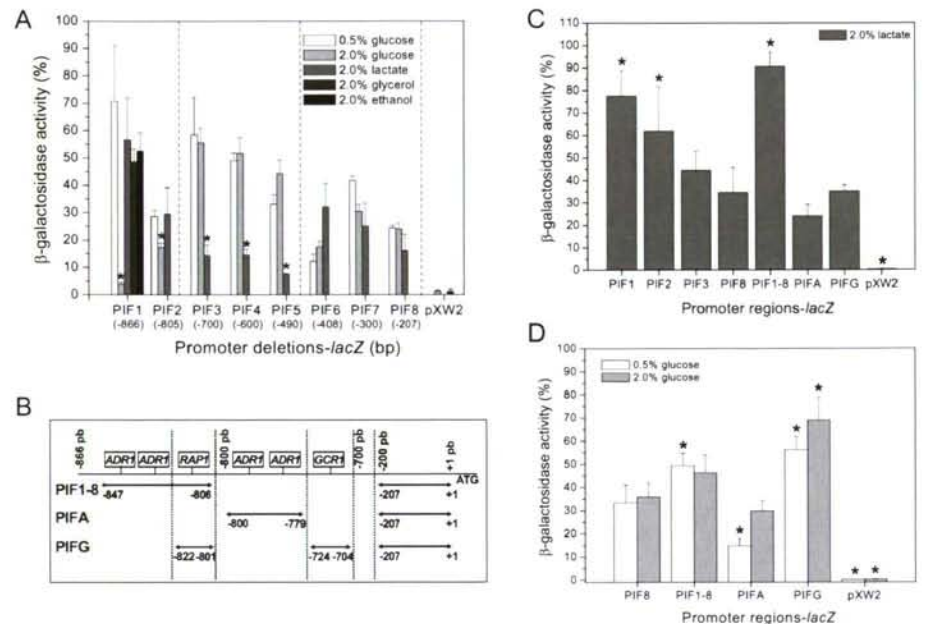 A
β-galactosidase activity (%)
100
90
80
70
60
50
40
30
20
10
0
0.5% glucose
2.0% glucose
2.0% lactate
2.0% glycerol
2.0% ethanol
* * * * *
PIF1 PIF2 PIF3 PIF4 PIF5 PIF6 PIF7 PIF8 pXW2
(-866) (-805) (-700) (-600) (-490) (-408) (-300) (-207)
Promoter deletions-lacZ (bp)
B
-866 pb -800 pb -700 pb -200 pb +1 pb
ADR1 ADR1 RAP1 ADR1 ADR1 GCR1
ATG
PIF1-8 -847 -806 -207 +1
PIFA -800 -779 -207 +1
PIFG -822 -801 -724 -704 -207 +1
C
β-galactosidase activity (%)
110
100
90
80
70
60
50
40
30
20
10
0
2.0% lactate
* * * *
PIF1 PIF2 PIF3 PIF8 PIF1-8 PIFA PIFG pXW2
Promoter regions-lacZ
D
β-galactosidase activity (%)
100
90
80
70
60
50
40
30
20
10
0
0.5% glucose
2.0% glucose
* * * * * *
PIF8 PIF1-8 PIFA PIFG pXW2
Promoter regions-lacZ